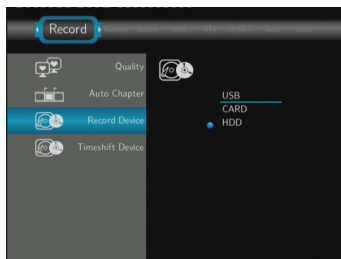 Record
Quality
Auto Chapter
Record Device
Timeshift Device
USB
CARD
HDD